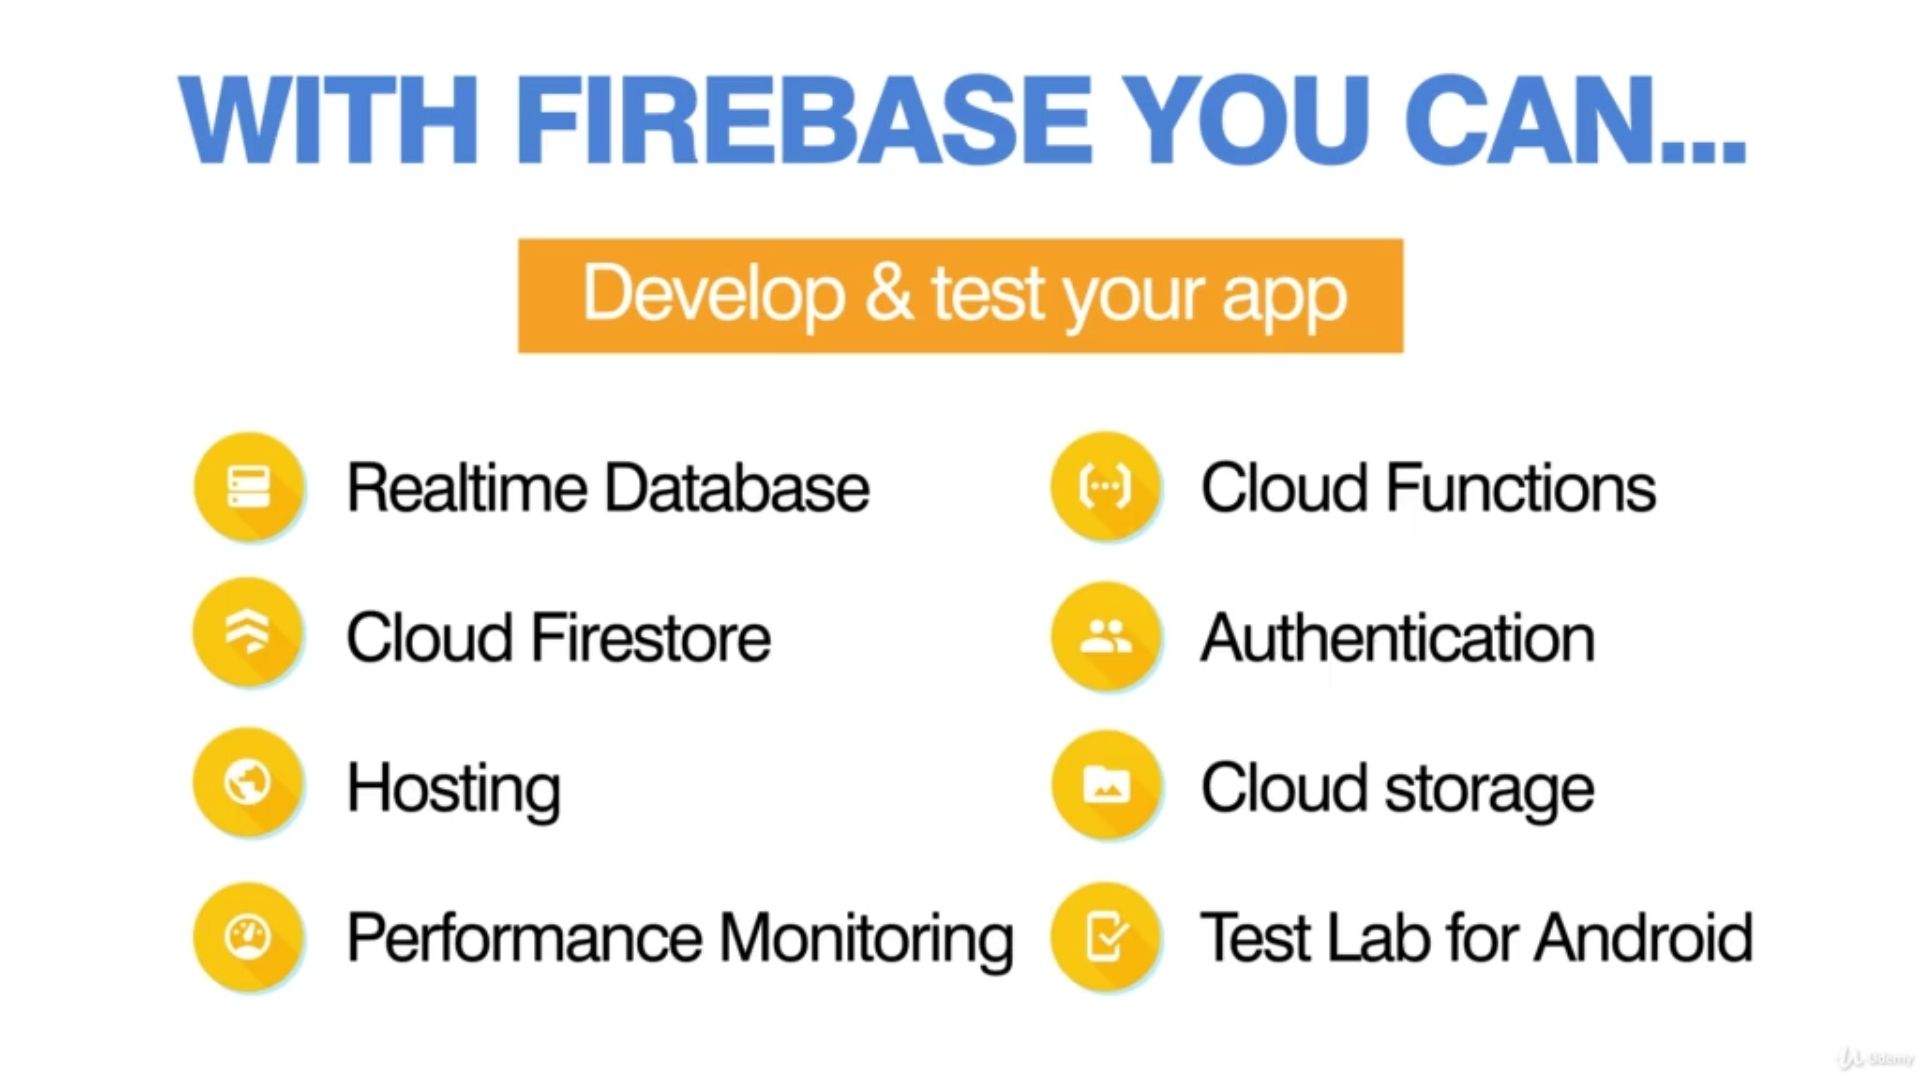 WITH FIREBASE YOU CAN...
Develop & test your app
Realtime Database
Cloud Functions
Cloud Firestore
Authentication
Hosting
Cloud storage
Performance Monitoring
Test Lab for Android
Udemy